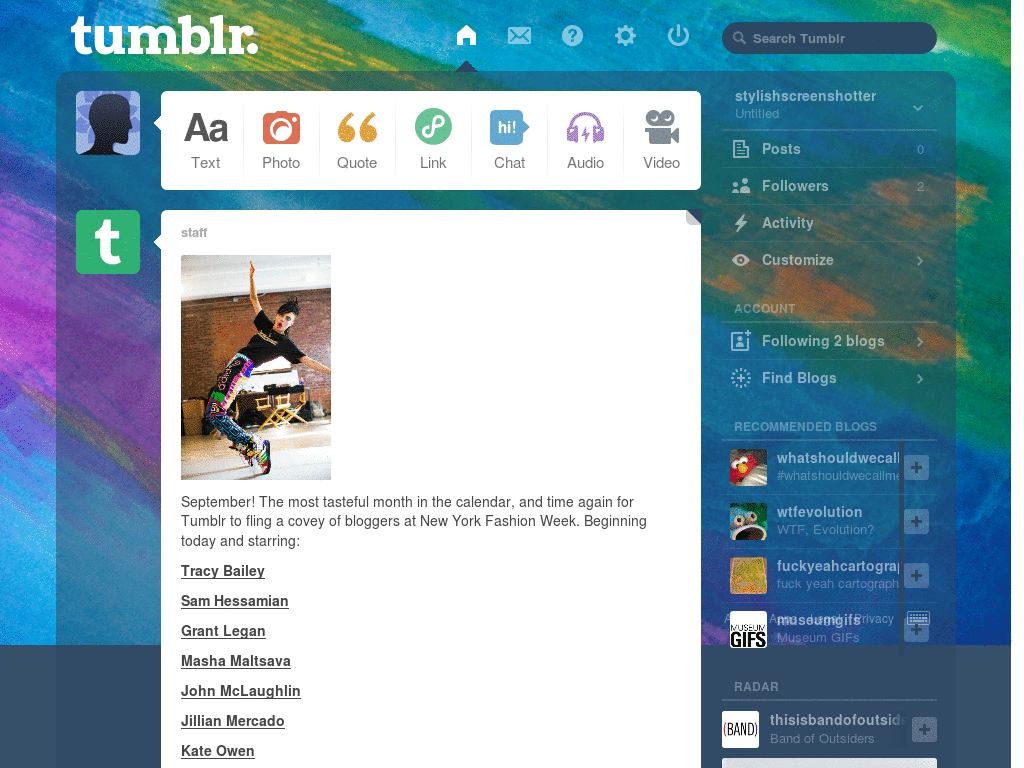 tumblr.
Search Tumblr
Aa
hi!
Text
Photo
Quote
Link
Chat
Audio
Video
t
staff
September! The most tasteful month in the calendar, and time again for
Tumblr to fling a covey of bloggers at New York Fashion Week. Beginning
today and starring:
Tracy Bailey
Sam Hessamian
Grant Legan
Masha Maltsava
John McLaughlin
Jillian Mercado
Kate Owen
stylishscreenshotter
Untitled
Posts 0
Followers 2
Activity
Customize
ACCOUNT
Following 2 blogs
Find Blogs
RECOMMENDED BLOGS
whatshouldwecall
#whatshouldwecallme
wtfevolution
WTF, Evolution?
fuckyeahcartograp
fuck yeah cartograph
museumgifs
Legal Privacy
MUSEUM
GIFS
Museum GIFs
RADAR
(BAND)
thisisbandofoutside
Band of Outsiders